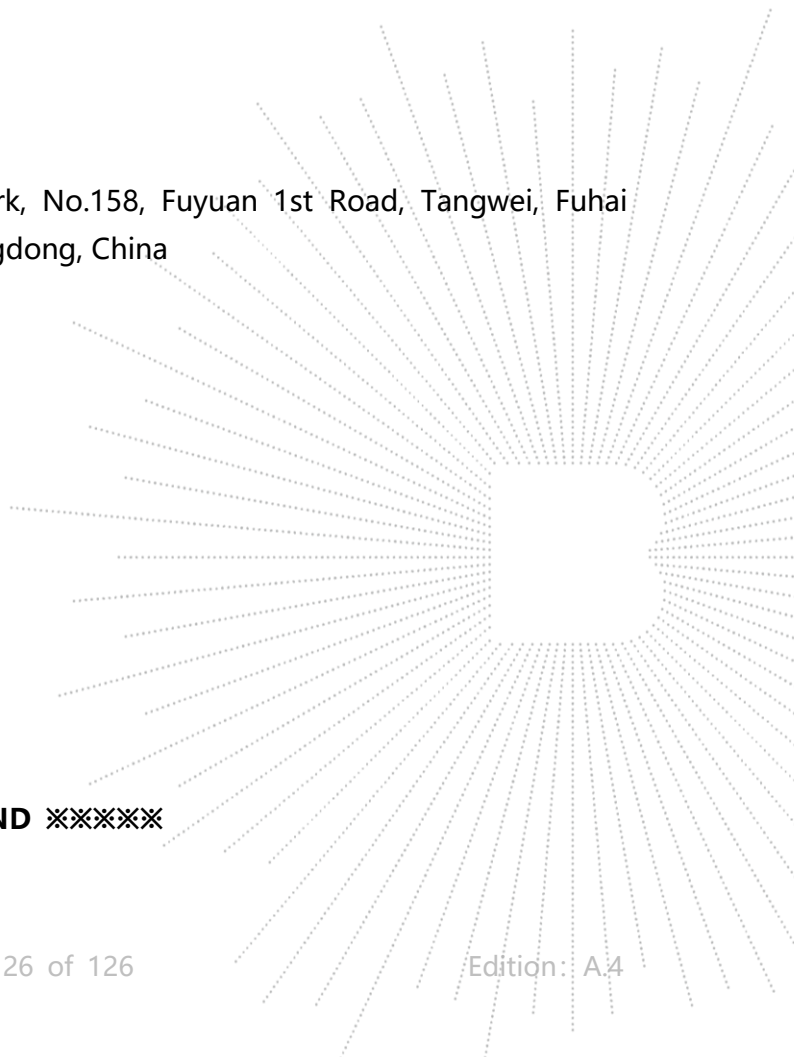 rk, No.158, Fuyuan 1st Road, Tangwei, Fuhai
gdong, China
ND ※※※※※
26 of 126 Edition: A.4